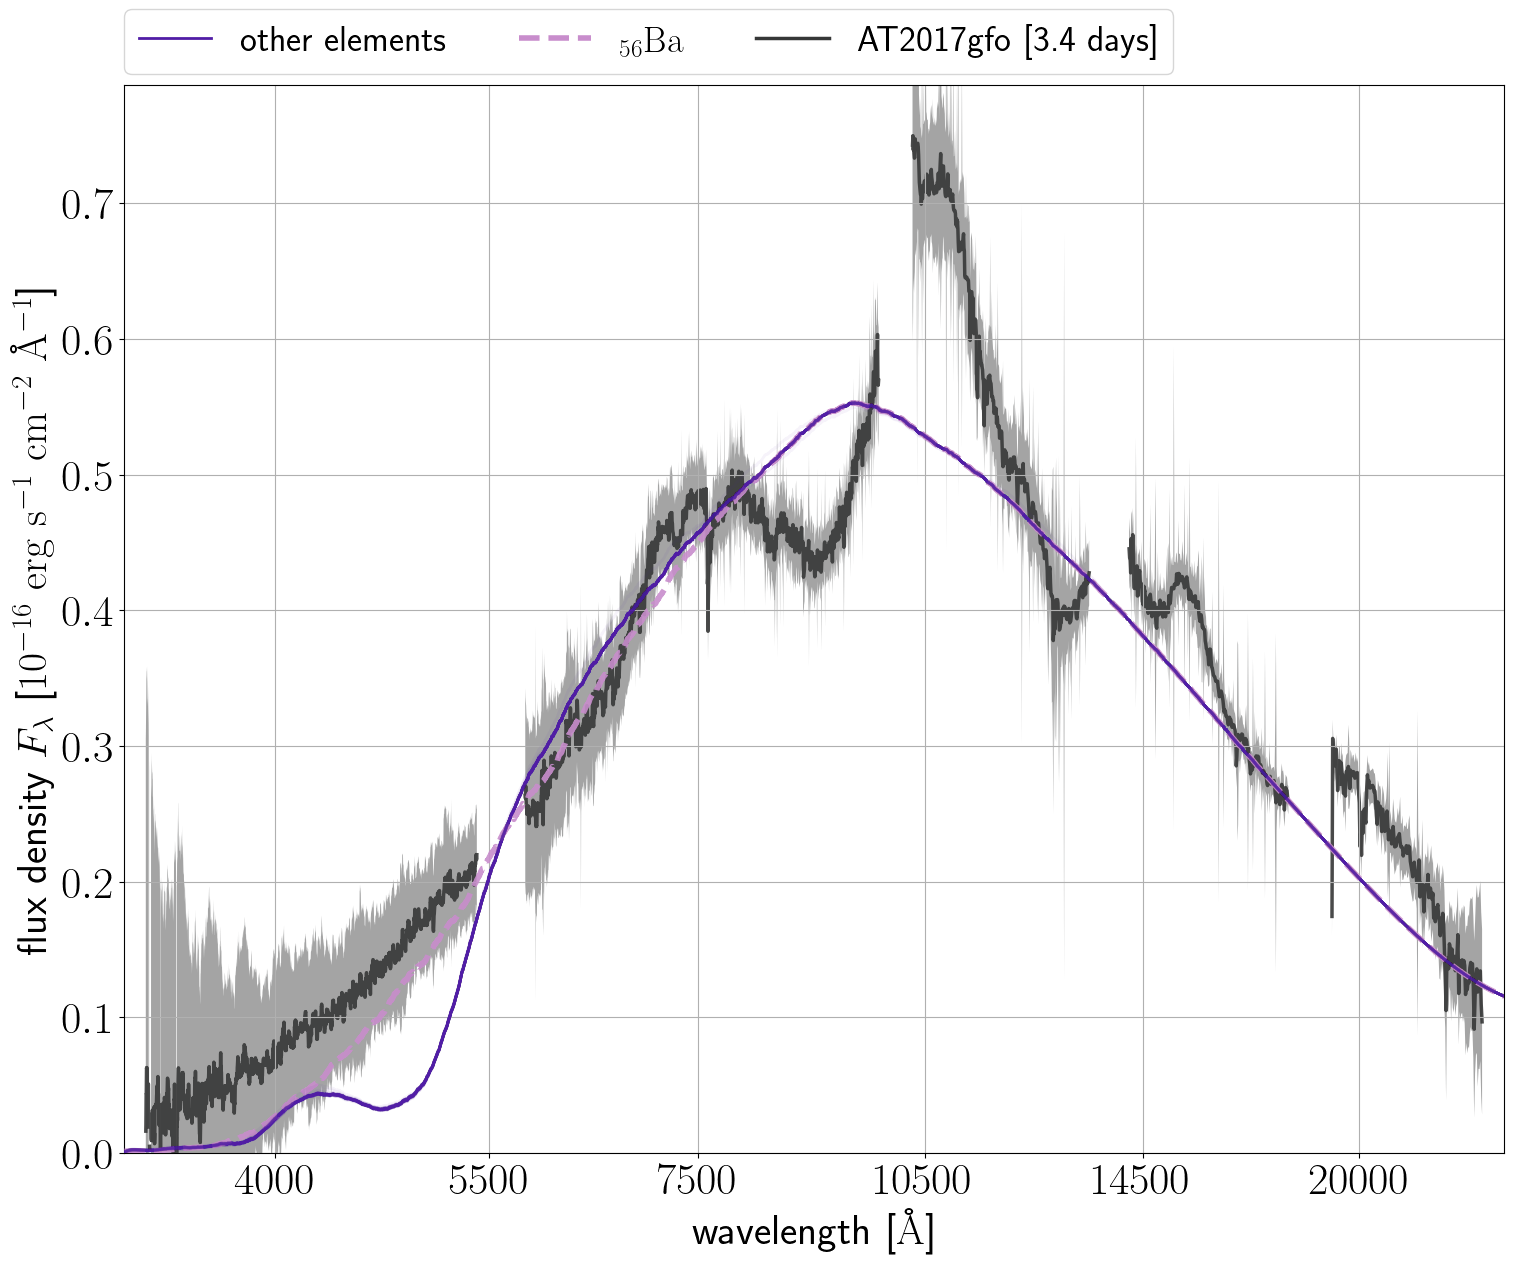 other elements
₅₆Ba
AT2017gfo [3.4 days]
0.7
0.6
0.5
0.4
0.3
0.2
0.1
0.0
flux density F_λ [10⁻¹⁶ erg s⁻¹ cm⁻² Å⁻¹]
4000 5500 7500 10500 14500 20000
wavelength [Å]